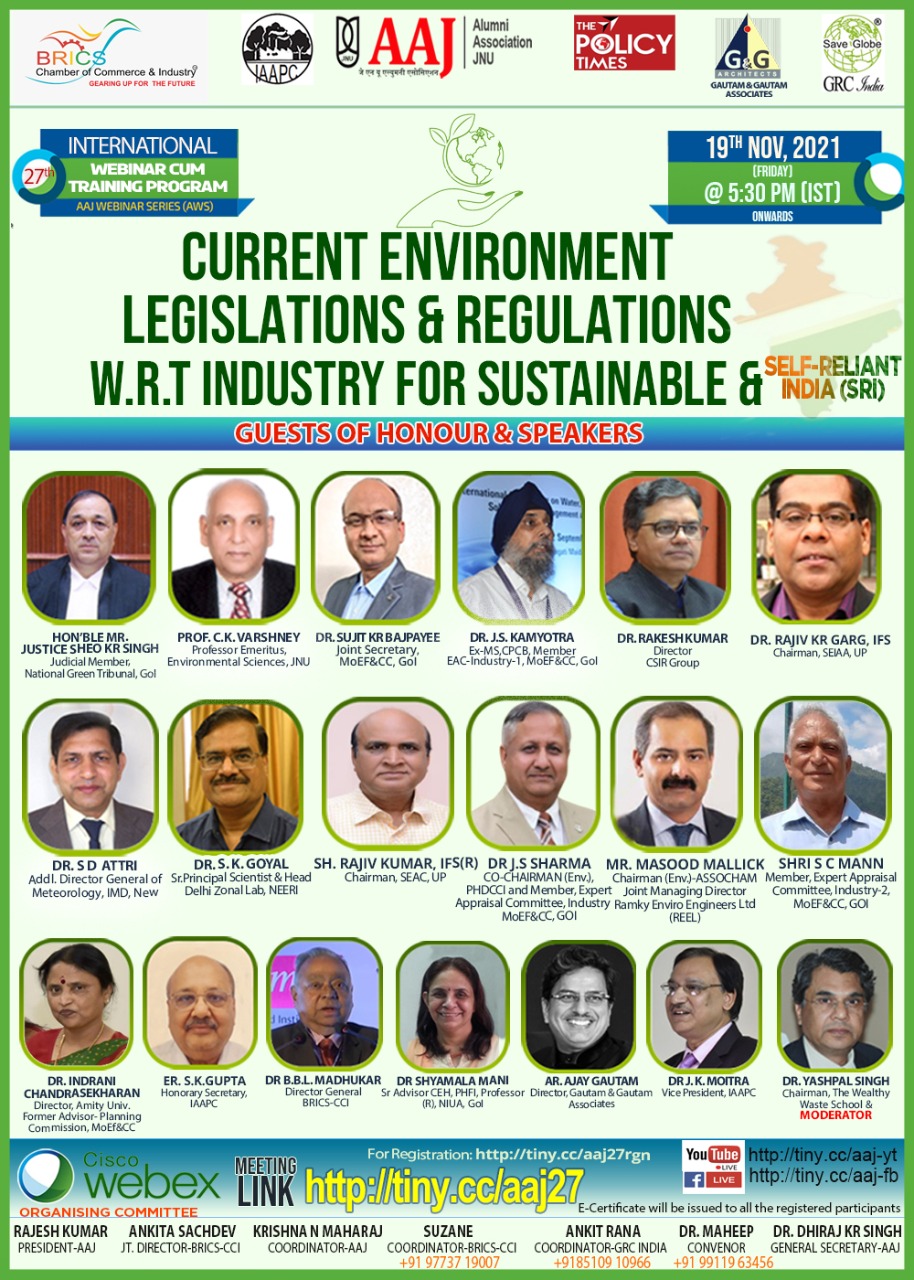 BRICS
Chamber of Commerce & Industry
GEARING UP FOR THE FUTURE
IAAPC
JNU
AAJ
जे एन यू एल्युमनी एसोसिएशन
Alumni
Association
JNU
THE
POLICY
TIMES
G&G
ARCHITECTS
GAUTAM & GAUTAM
ASSOCIATES
Save Globe
GRC India
27th
INTERNATIONAL
WEBINAR CUM
TRAINING PROGRAM
AAJ WEBINAR SERIES (AWS)
19TH NOV, 2021
(FRIDAY)
@ 5:30 PM (IST)
ONWARDS
CURRENT ENVIRONMENT
LEGISLATIONS & REGULATIONS
W.R.T INDUSTRY FOR SUSTAINABLE &
SELF-RELIANT
INDIA (SRi)
GUESTS OF HONOUR & SPEAKERS
HON'BLE MR.
JUSTICE SHEO KR SINGH
Judicial Member,
National Green Tribunal, GoI
PROF. C.K. VARSHNEY
Professor Emeritus,
Environmental Sciences, JNU
DR. SUJIT KR BAJPAYEE
Joint Secretary,
MoEF&CC, GoI
DR. J.S. KAMYOTRA
Ex-MS,CPCB, Member
EAC-Industry-1, MoEF&CC, GoI
DR. RAKESH KUMAR
Director
CSIR Group
DR. RAJIV KR GARG, IFS
Chairman, SEIAA, UP
DR. S D ATTRI
Addl. Director General of
Meteorology, IMD, New
DR. S. K. GOYAL
Sr.Principal Scientist & Head
Delhi Zonal Lab, NEERI
SH. RAJIV KUMAR, IFS(R)
Chairman, SEAC, UP
DR J.S SHARMA
CO-CHAIRMAN (Env.),
PHDCCI and Member, Expert
Appraisal Committee, Industry
MoEF&CC, GOI
MR. MASOOD MALLICK
Chairman (Env.)-ASSOCHAM
Joint Managing Director
Ramky Enviro Engineers Ltd
(REEL)
SHRI S C MANN
Member, Expert Appraisal
Committee, Industry-2,
MoEF&CC, GOI
DR. INDRANI
CHANDRASEKHARAN
Director, Amity Univ.
Former Advisor- Planning
Commission, MoEf&CC
ER. S.K.GUPTA
Honorary Secretary,
IAAPC
DR B.B.L. MADHUKAR
Director General
BRICS-CCI
DR SHYAMALA MANI
Sr Advisor CEH, PHFI, Professor
(R), NIUA, GoI
AR. AJAY GAUTAM
Director, Gautam & Gautam
Associates
DR J. K. MOITRA
Vice President, IAAPC
DR. YASHPAL SINGH
Chairman, The Wealthy
Waste School &
MODERATOR
Cisco
webex
MEETING
LINK
For Registration: http://tiny.cc/aaj27rgn
http://tiny.cc/aaj27
YouTube
LIVE
f LIVE
http://tiny.cc/aaj-yt
http://tiny.cc/aaj-fb
E-Certificate will be issued to all the registered participants
ORGANISING COMMITTEE
RAJESH KUMAR
PRESIDENT-AAJ
ANKITA SACHDEV
JT. DIRECTOR-BRICS-CCI
KRISHNA N MAHARAJ
COORDINATOR-AAJ
SUZANE
COORDINATOR-BRICS-CCI
+91 97737 19007
ANKIT RANA
COORDINATOR-GRC INDIA
+9185109 10966
DR. MAHEEP
CONVENOR
+91 99119 63456
DR. DHIRAJ KR SINGH
GENERAL SECRETARY-AAJ